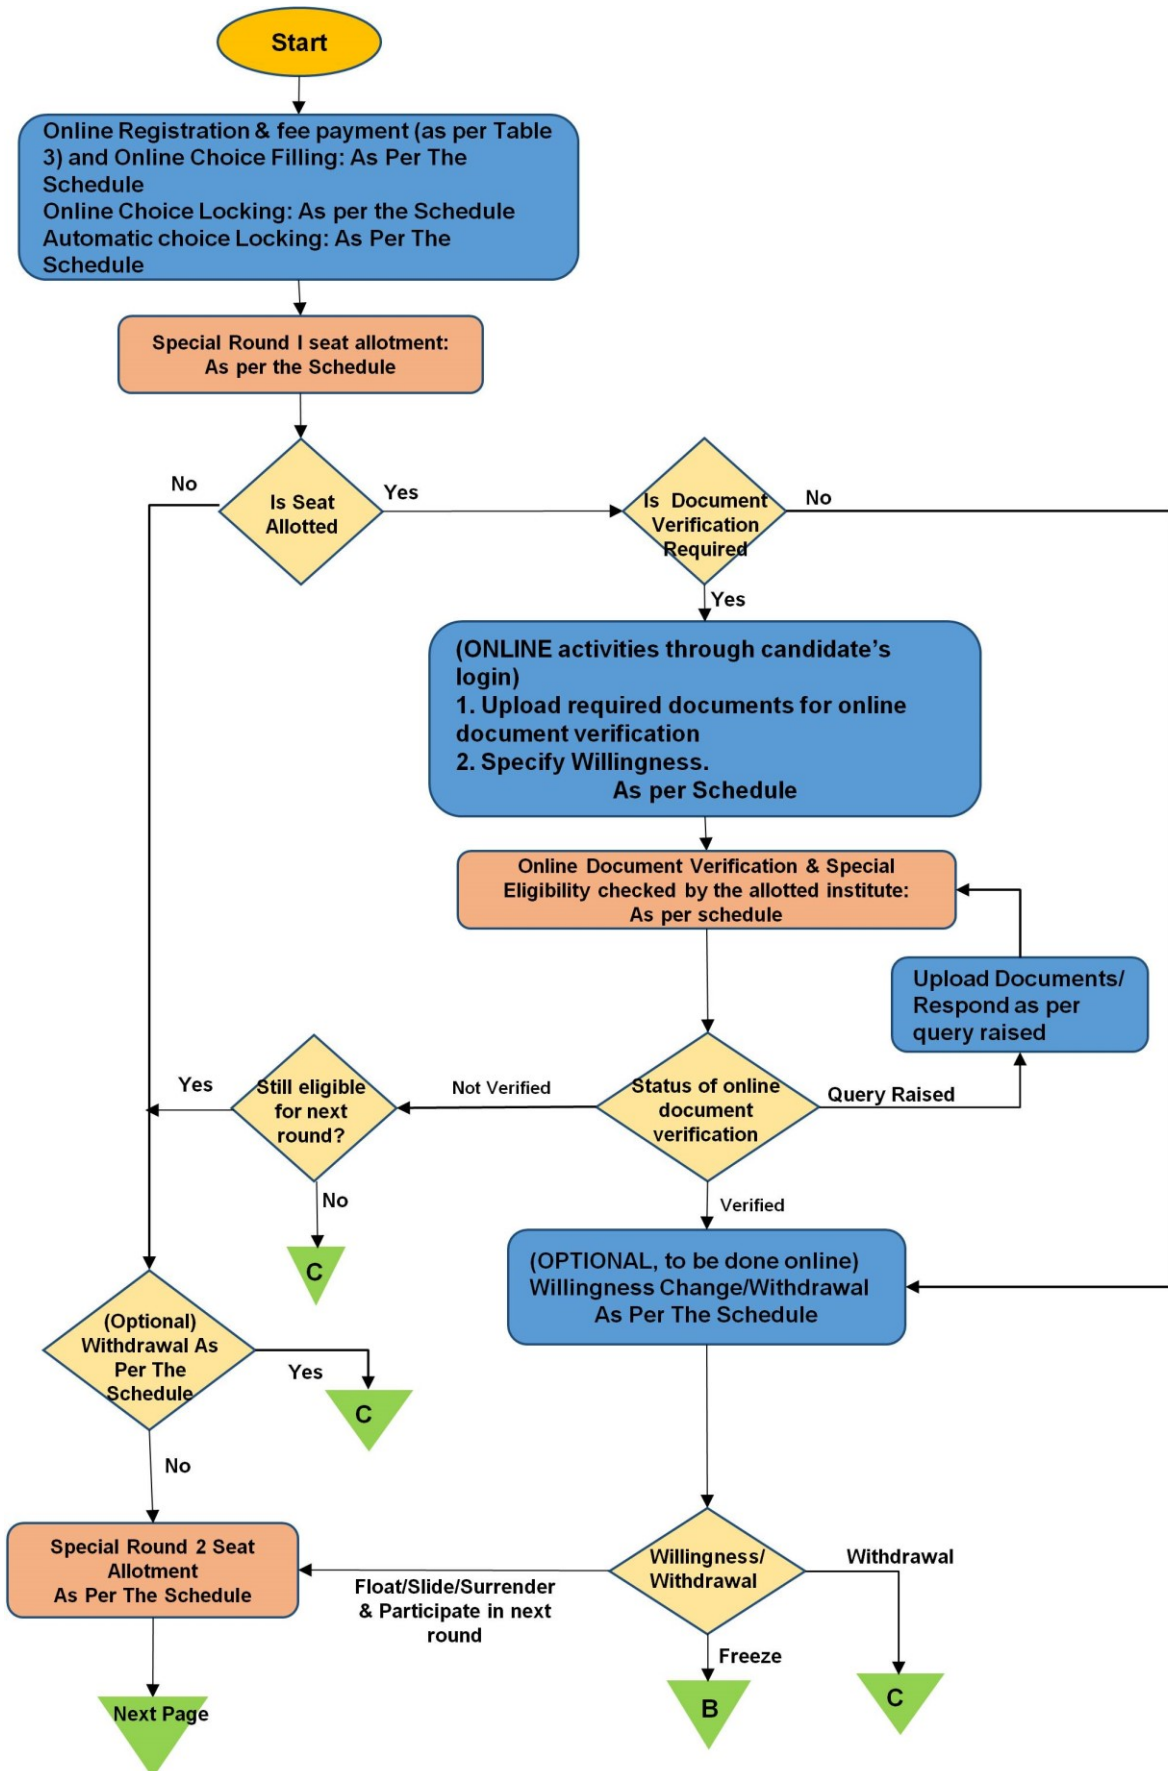 Start
Online Registration & fee payment (as per Table
3) and Online Choice Filling: As Per The
Schedule
Online Choice Locking: As per the Schedule
Automatic choice Locking: As Per The
Schedule
Special Round I seat allotment:
As per the Schedule
No
Is Seat
Allotted
Yes
Is Document
Verification
Required
No
Yes
(ONLINE activities through candidate’s
login)
1. Upload required documents for online
document verification
2. Specify Willingness.
As per Schedule
Online Document Verification & Special
Eligibility checked by the allotted institute:
As per schedule
Upload Documents/
Respond as per
query raised
Yes
Still eligible
for next
round?
Not Verified
Status of online
document
verification
Query Raised
No
C
Verified
(OPTIONAL, to be done online)
Willingness Change/Withdrawal
As Per The Schedule
(Optional)
Withdrawal As
Per The
Schedule
Yes
C
No
Special Round 2 Seat
Allotment
As Per The Schedule
Float/Slide/Surrender
& Participate in next
round
Willingness/
Withdrawal
Withdrawal
Freeze
B
C
Next Page